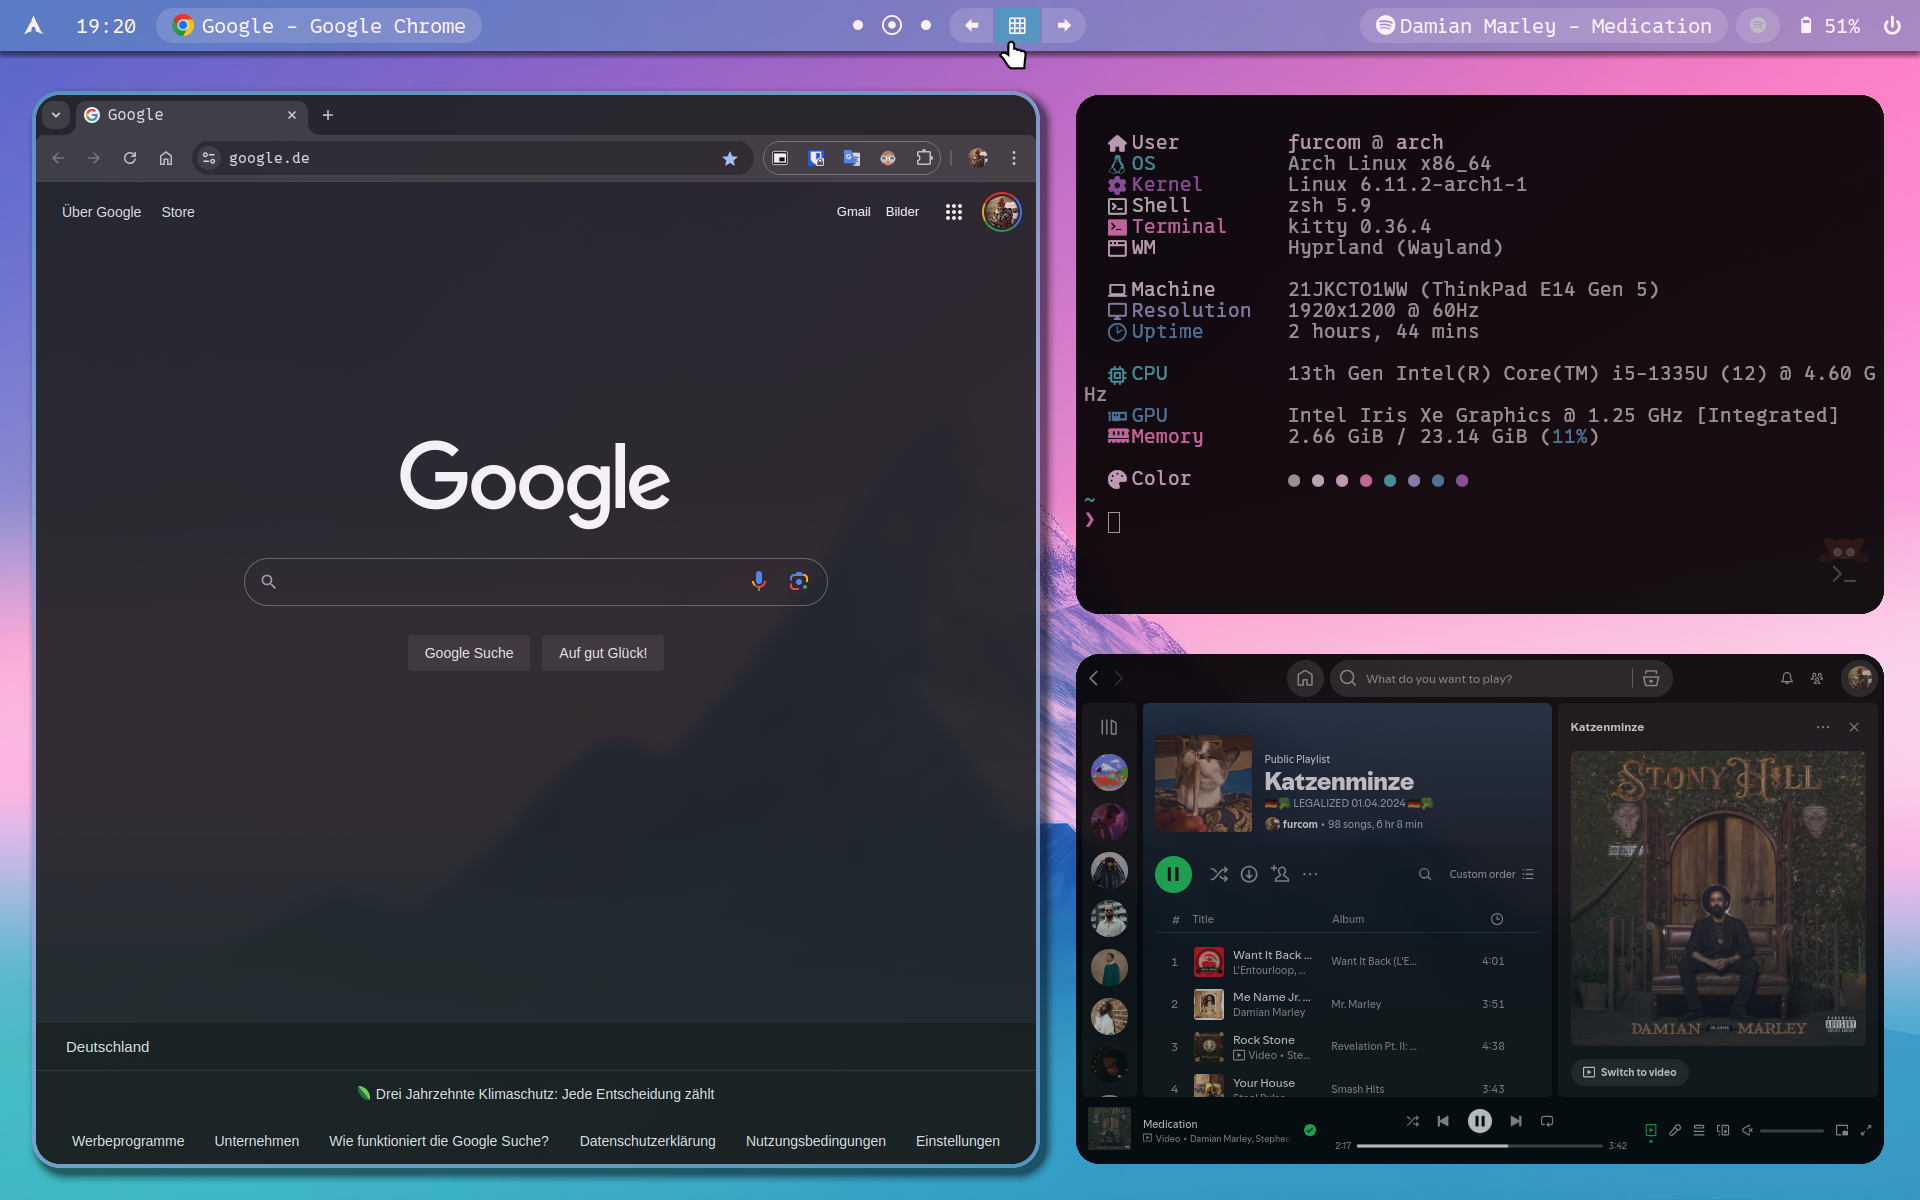 19:20
Google - Google Chrome
Damian Marley - Medication
51%
Google
google.de
Über Google
Store
Gmail
Bilder
Google
Google Suche
Auf gut Glück!
Deutschland
Drei Jahrzehnte Klimaschutz: Jede Entscheidung zählt
Werbeprogramme
Unternehmen
Wie funktioniert die Google Suche?
Datenschutzerklärung
Nutzungsbedingungen
Einstellungen
User ƒurcom @ arch
OS Arch Linux x86_64
Kernel Linux 6.11.2-arch1-1
Shell zsh 5.9
Terminal kitty 0.36.4
WM Hyprland (Wayland)
Machine 21JKCTO1WW (ThinkPad E14 Gen 5)
Resolution 1920x1200 @ 60Hz
Uptime 2 hours, 44 mins
CPU 13th Gen Intel(R) Core(TM) i5-1335U (12) @ 4.60 G
Hz
GPU Intel Iris Xe Graphics @ 1.25 GHz [Integrated]
Memory 2.66 GiB / 23.14 GiB (11%)
Color
~
❯
What do you want to play?
Public Playlist
Katzenminze
LEGALIZED 01.04.2024
furcom • 98 songs, 6 hr 8 min
Custom order
# Title Album
1 Want It Back ... Want It Back (L'E... 4:01
L'Entourloop, ...
2 Me Name Jr. ... Mr. Marley 3:51
Damian Marley
3 Rock Stone Revelation Pt. II: ... 4:38
Video • Ste...
4 Your House Smash Hits 3:43
Steel Pulse
Katzenminze
STONY HILL
DAMIAN MARLEY
PARENTAL ADVISORY
Switch to video
Medication
Video • Damian Marley, Stephen
2:17
3:42